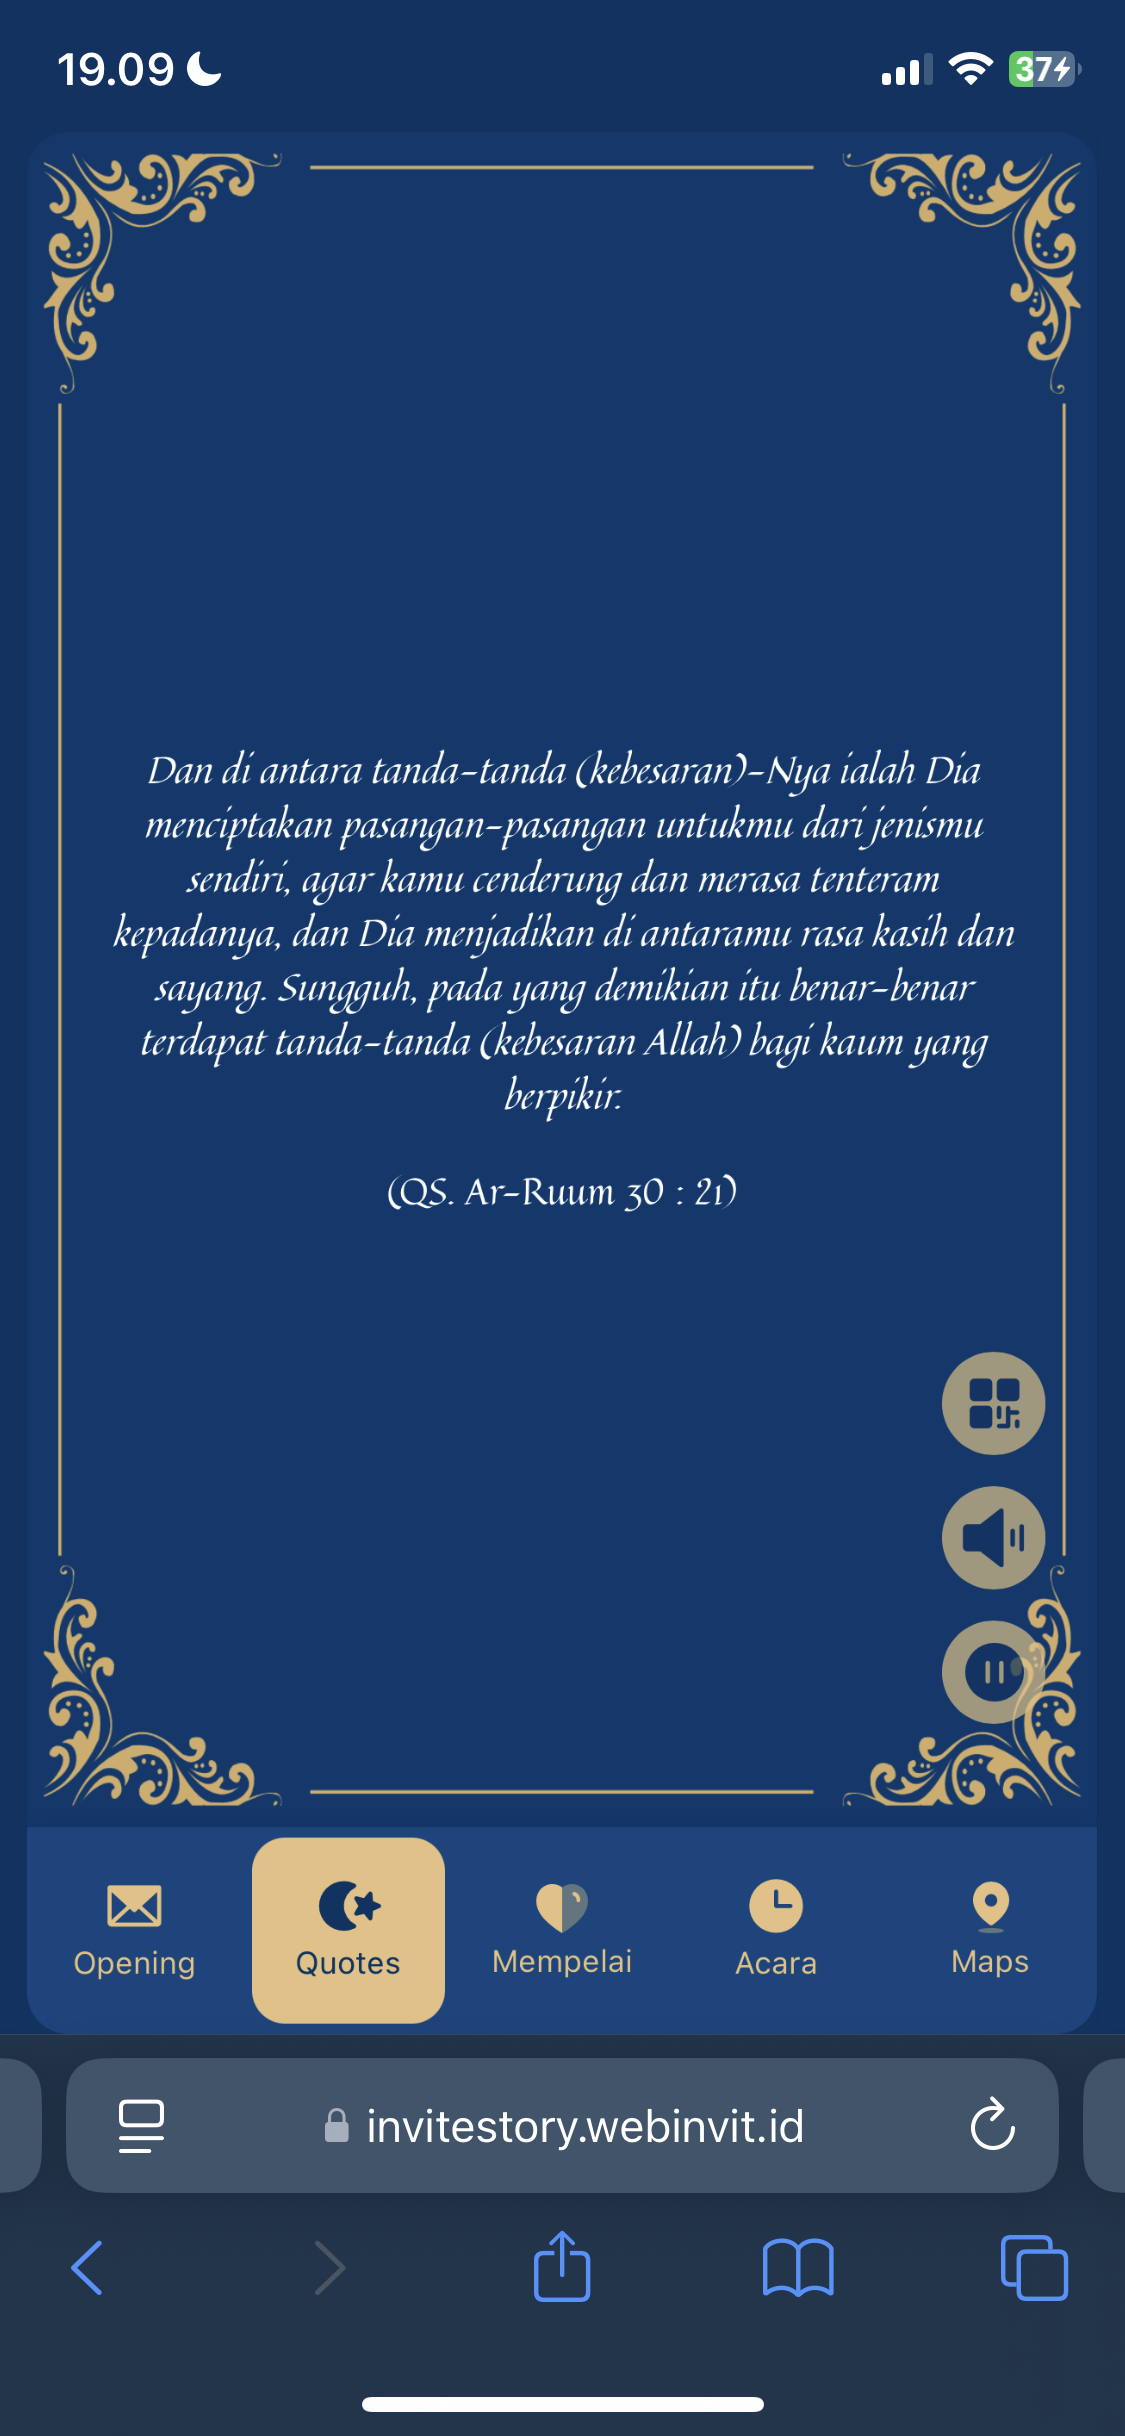 19.09
37
Dan di antara tanda-tanda (kebesaran)-Nya ialah Dia
menciptakan pasangan-pasangan untukmu dari jenismu
sendiri, agar kamu cenderung dan merasa tenteram
kepadanya, dan Dia menjadikan di antaramu rasa kasih dan
sayang. Sungguh, pada yang demikian itu benar-benar
terdapat tanda-tanda (kebesaran Allah) bagi kaum yang
berpikir.
(QS. Ar-Ruum 30 : 21)
Opening
Quotes
Mempelai
Acara
Maps
invitestory.webinvit.id